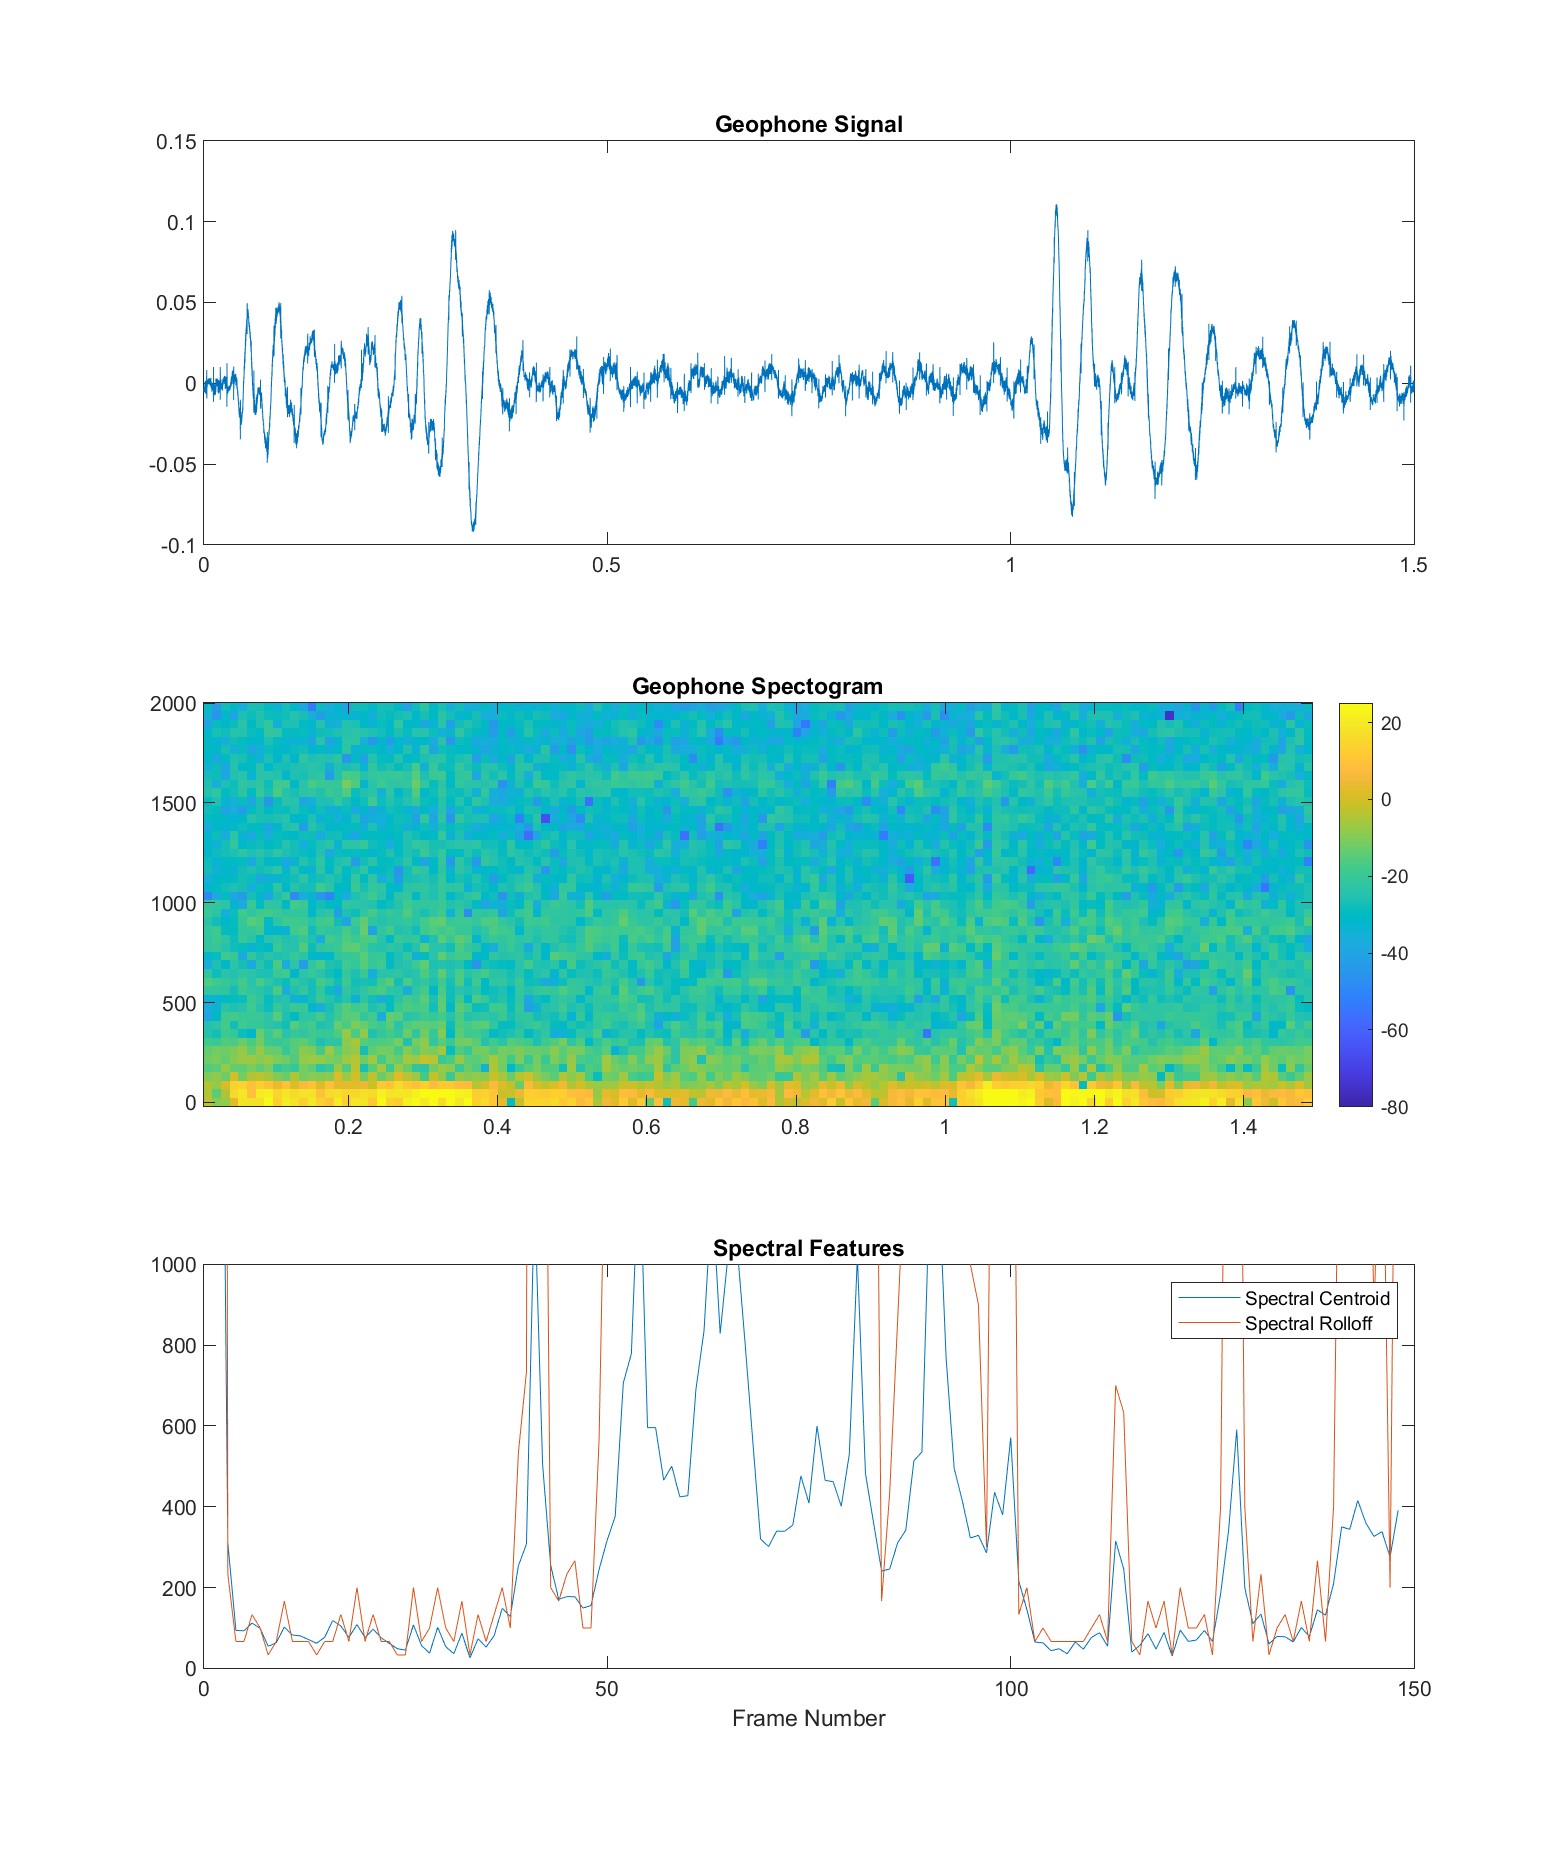 Geophone Signal
0.15
0.1
0.05
0
-0.05
-0.1
0 0.5 1 1.5
Geophone Spectogram
2000
1500
1000
500
0
0.2 0.4 0.6 0.8 1 1.2 1.4
20
0
-20
-40
-60
-80
Spectral Features
1000
800
600
400
200
0
Spectral Centroid
Spectral Rolloff
0 50 100 150
Frame Number